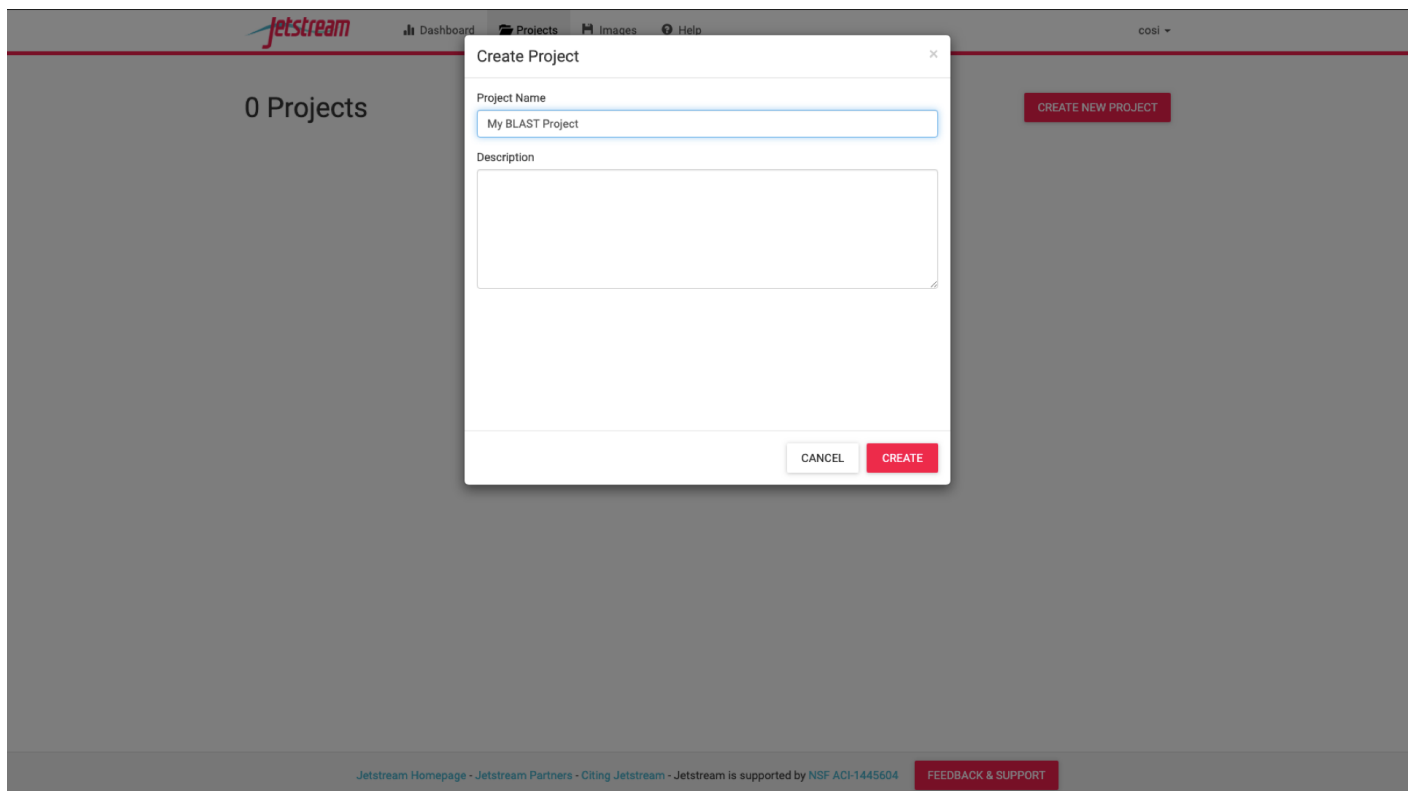 Jetstream
Dashboard Projects Images Help cosi
Create Project ×
0 Projects
Project Name
CREATE NEW PROJECT
My BLAST Project
Description
CANCEL CREATE
Jetstream Homepage - Jetstream Partners - Citing Jetstream - Jetstream is supported by NSF ACI-1445604 FEEDBACK & SUPPORT